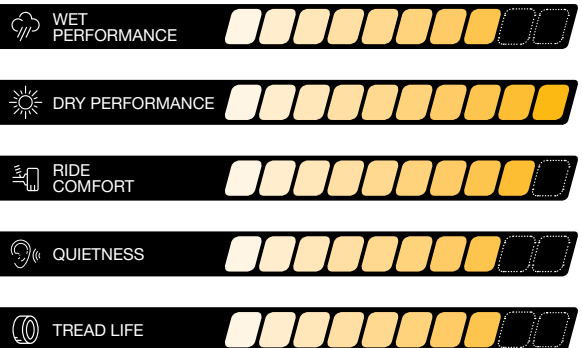 WET
PERFORMANCE
DRY PERFORMANCE
RIDE
COMFORT
QUIETNESS
TREAD LIFE